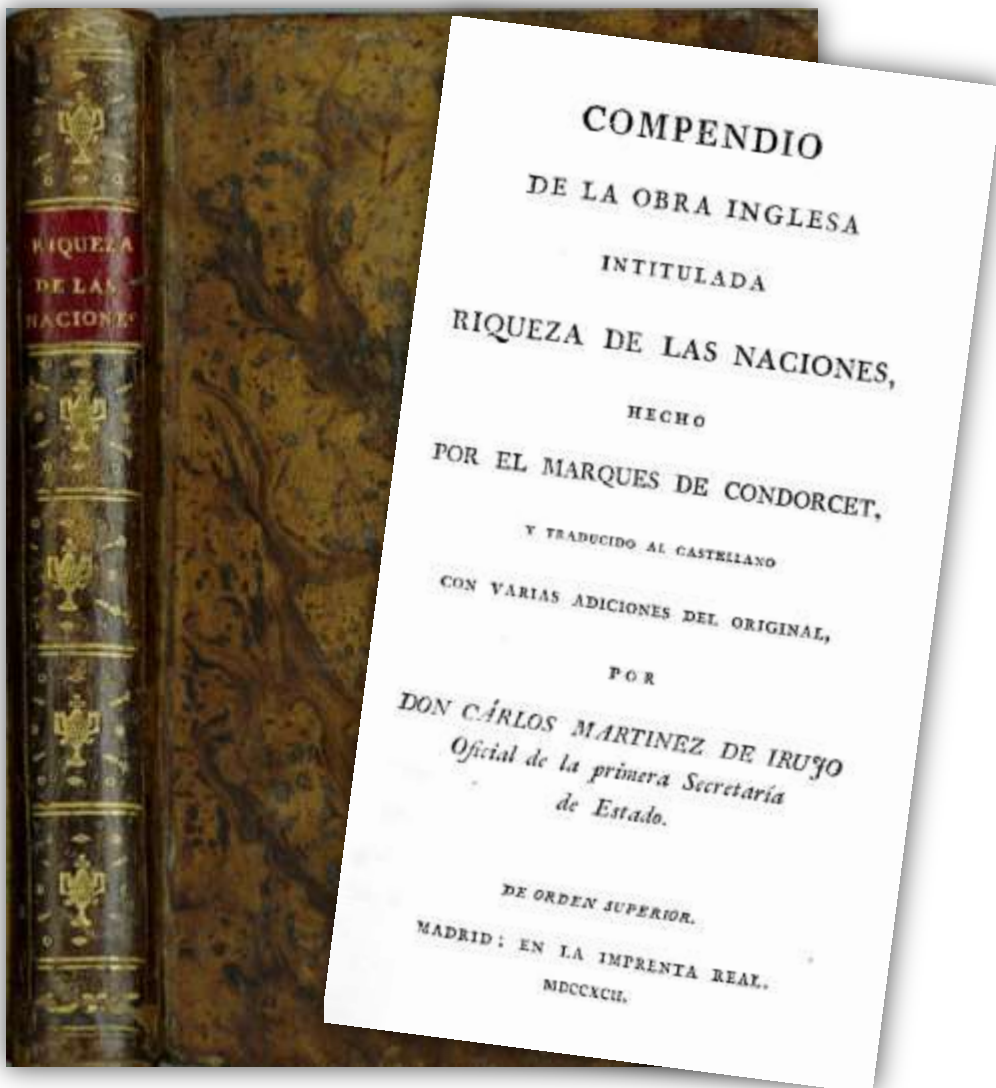 RIQUEZA
DE LAS
NACIONES
COMPENDIO
DE LA OBRA INGLESA
INTITULADA
RIQUEZA DE LAS NACIONES,
HECHO
POR EL MARQUES DE CONDORCET,
Y TRADUCIDO AL CASTELLANO
CON VARIAS ADICIONES DEL ORIGINAL,
POR
DON CÁRLOS MARTINEZ DE IRUJO
Oficial de la primera Secretaría
de Estado.
DE ORDEN SUPERIOR.
MADRID: EN LA IMPRENTA REAL.
MDCCXCII.